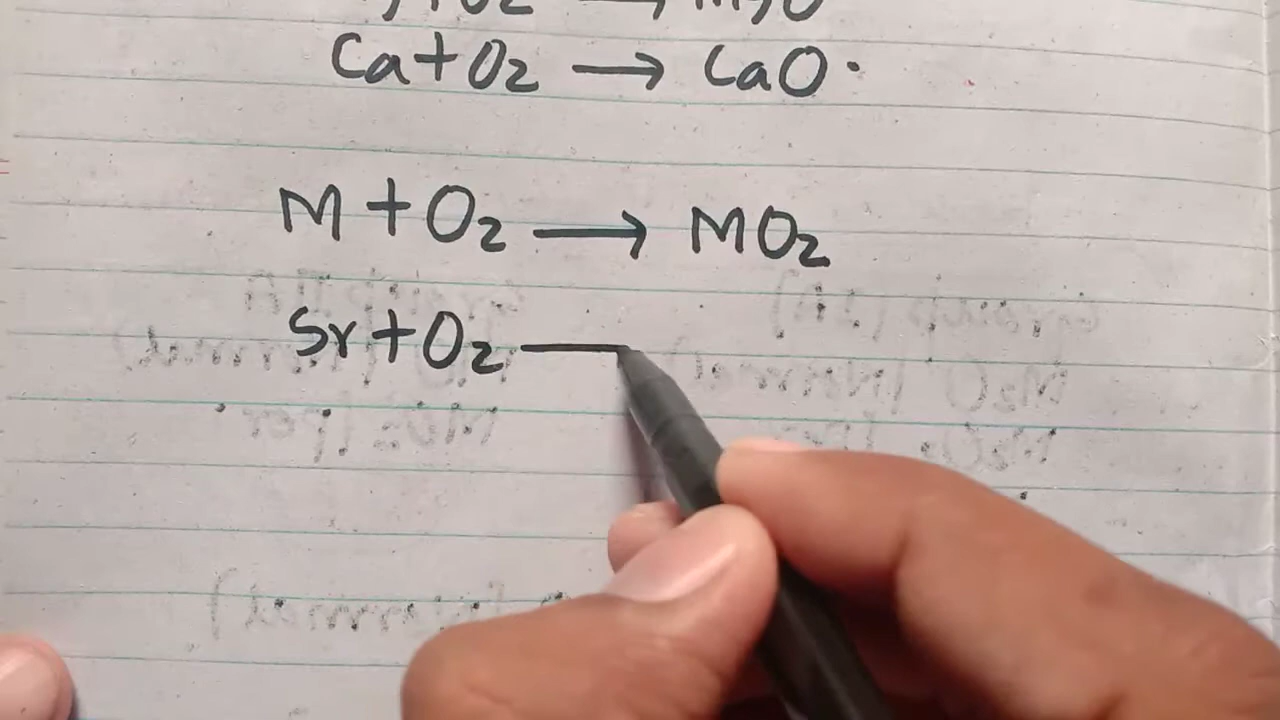 Ca+O2 → CaO.
M+O2 → MO2
Sr+O2 —